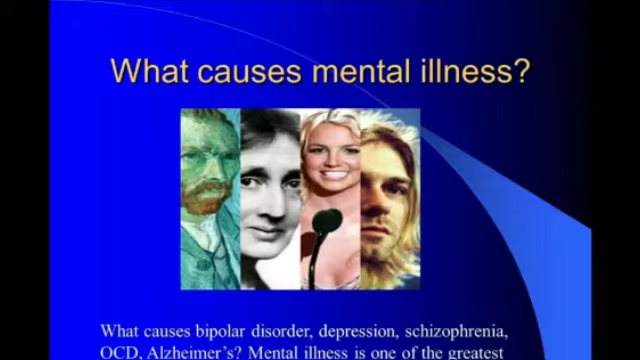 What causes mental illness?
What causes bipolar disorder, depression, schizophrenia,
OCD, Alzheimer's? Mental illness is one of the greatest